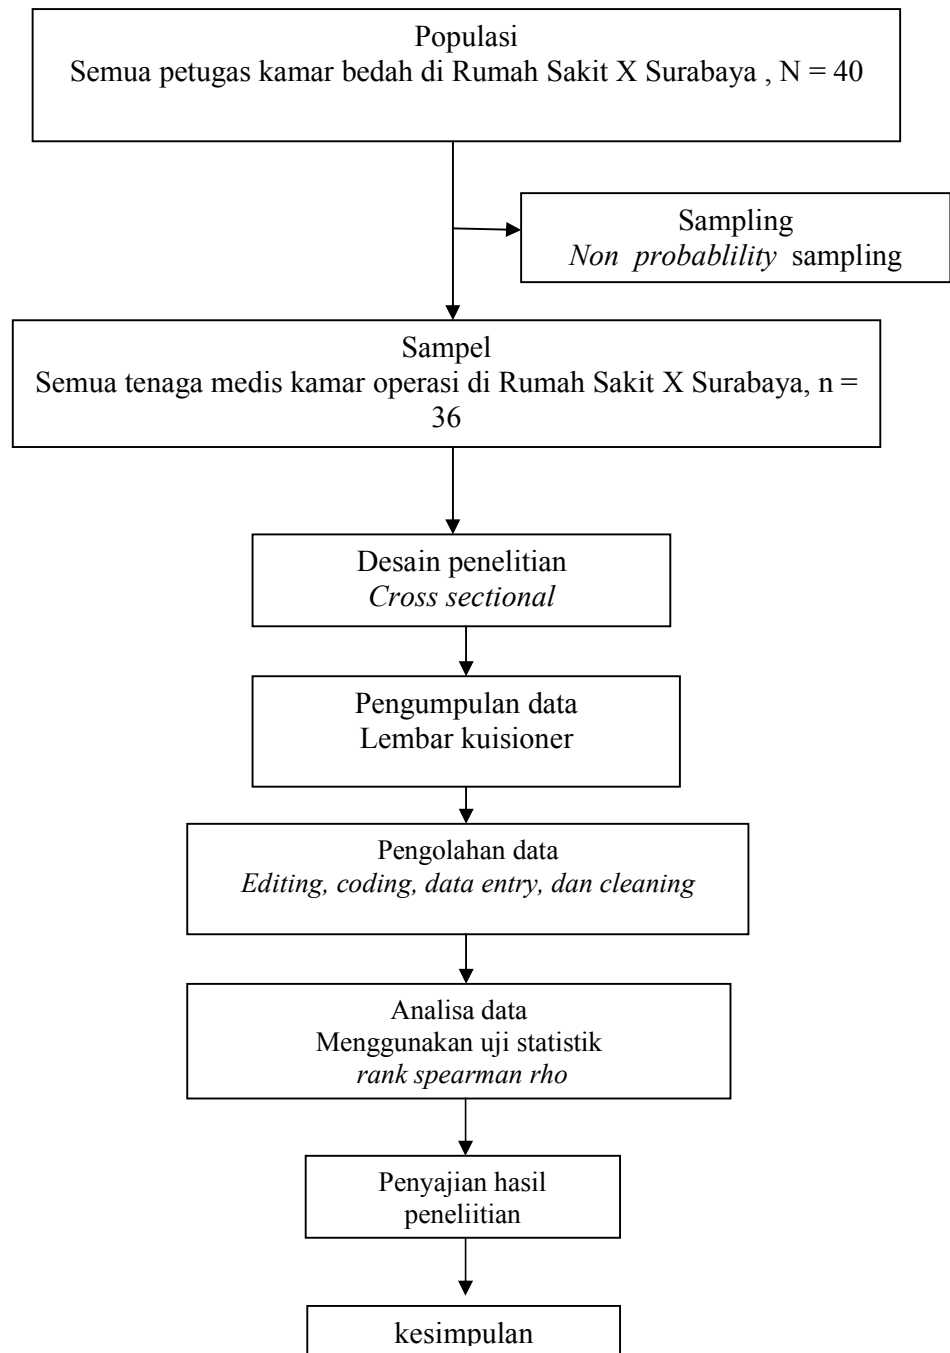 Populasi
Semua petugas kamar bedah di Rumah Sakit X Surabaya , N = 40
Sampling
Non probablility sampling
Sampel
Semua tenaga medis kamar operasi di Rumah Sakit X Surabaya, n =
36
Desain penelitian
Cross sectional
Pengumpulan data
Lembar kuisioner
Pengolahan data
Editing, coding, data entry, dan cleaning
Analisa data
Menggunakan uji statistik
rank spearman rho
Penyajian hasil
peneliitian
kesimpulan